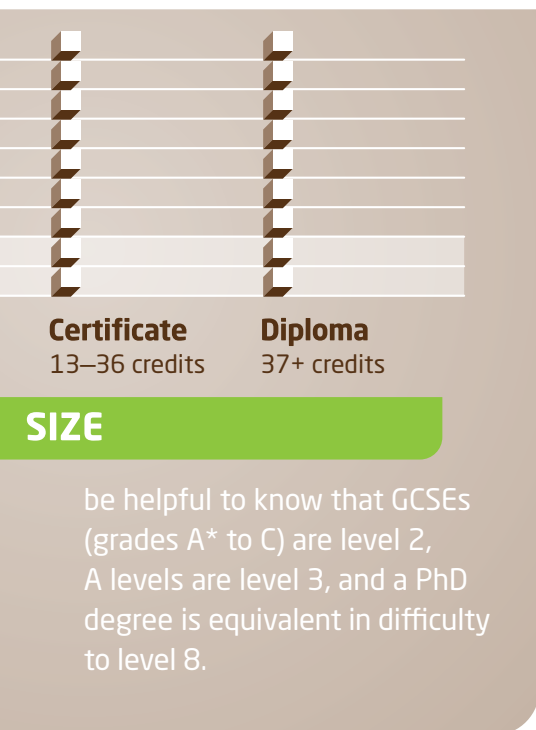 Certificate
13–36 credits
Diploma
37+ credits
SIZE
be helpful to know that GCSEs
(grades A* to C) are level 2,
A levels are level 3, and a PhD
degree is equivalent in difficulty
to level 8.